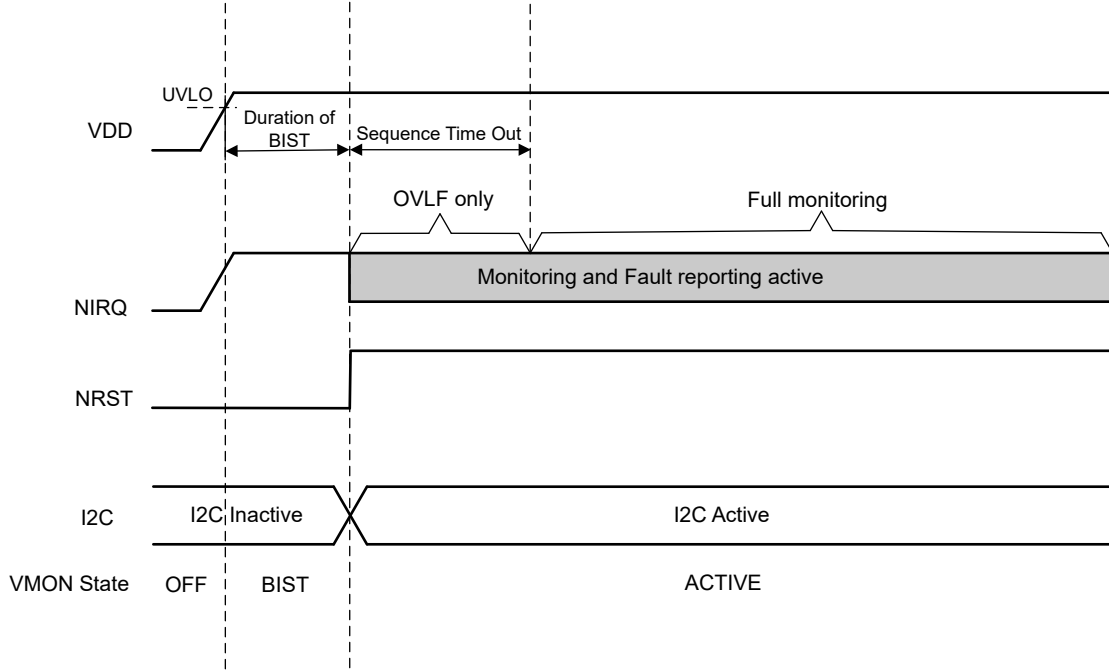 UVLO
VDD
Duration of
BIST
Sequence Time Out
OVLF only
Full monitoring
Monitoring and Fault reporting active
NIRQ
NRST
I2C
I2C Inactive
I2C Active
VMON State
OFF
BIST
ACTIVE